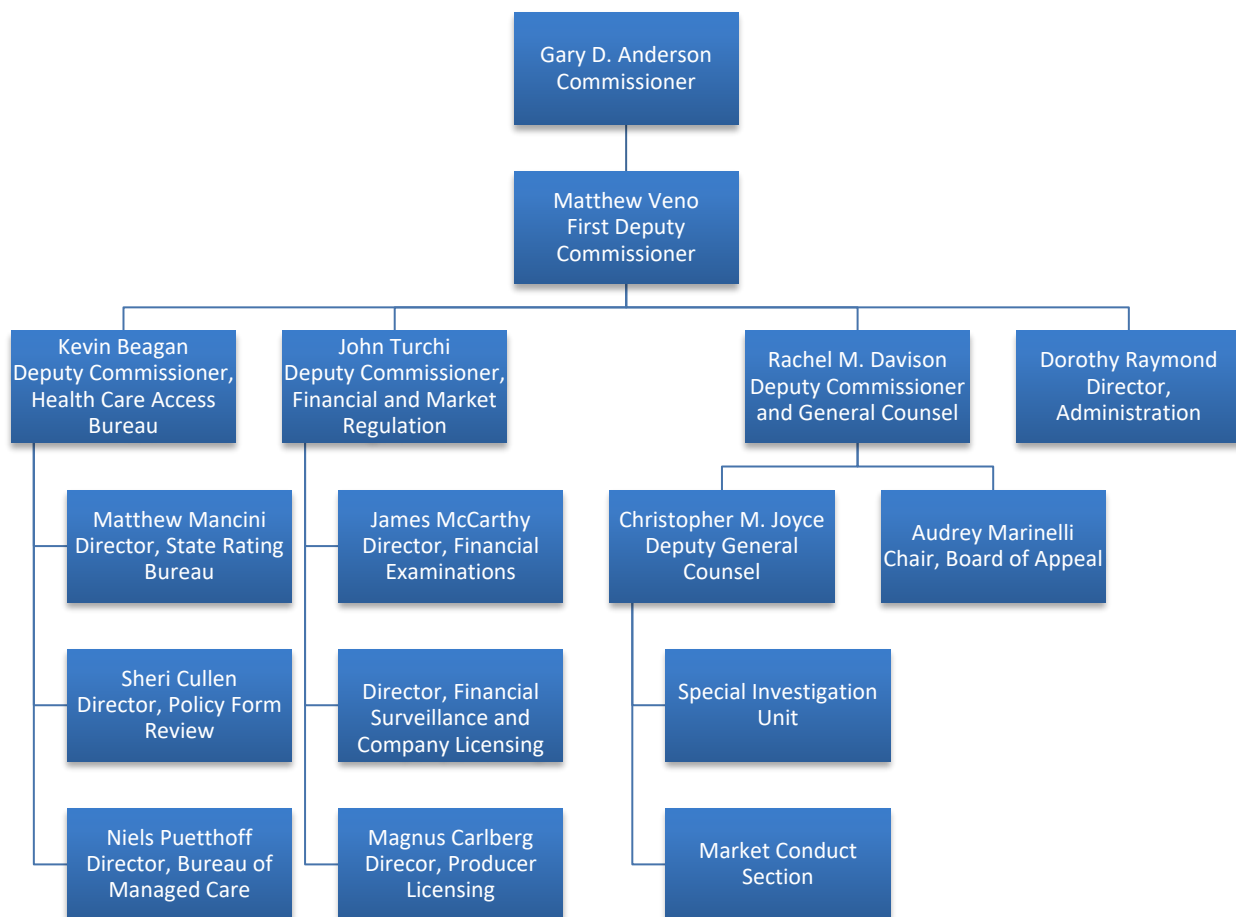 Gary D. Anderson
Commissioner
Matthew Veno
First Deputy
Commissioner
Kevin Beagan
Deputy Commissioner,
Health Care Access
Bureau
John Turchi
Deputy Commissioner,
Financial and Market
Regulation
Rachel M. Davison
Deputy Commissioner
and General Counsel
Dorothy Raymond
Director,
Administration
Matthew Mancini
Director, State Rating
Bureau
James McCarthy
Director, Financial
Examinations
Christopher M. Joyce
Deputy General
Counsel
Audrey Marinelli
Chair, Board of Appeal
Sheri Cullen
Director, Policy Form
Review
Director, Financial
Surveillance and
Company Licensing
Special Investigation
Unit
Niels Puetthoff
Director, Bureau of
Managed Care
Magnus Carlberg
Direcor, Producer
Licensing
Market Conduct
Section